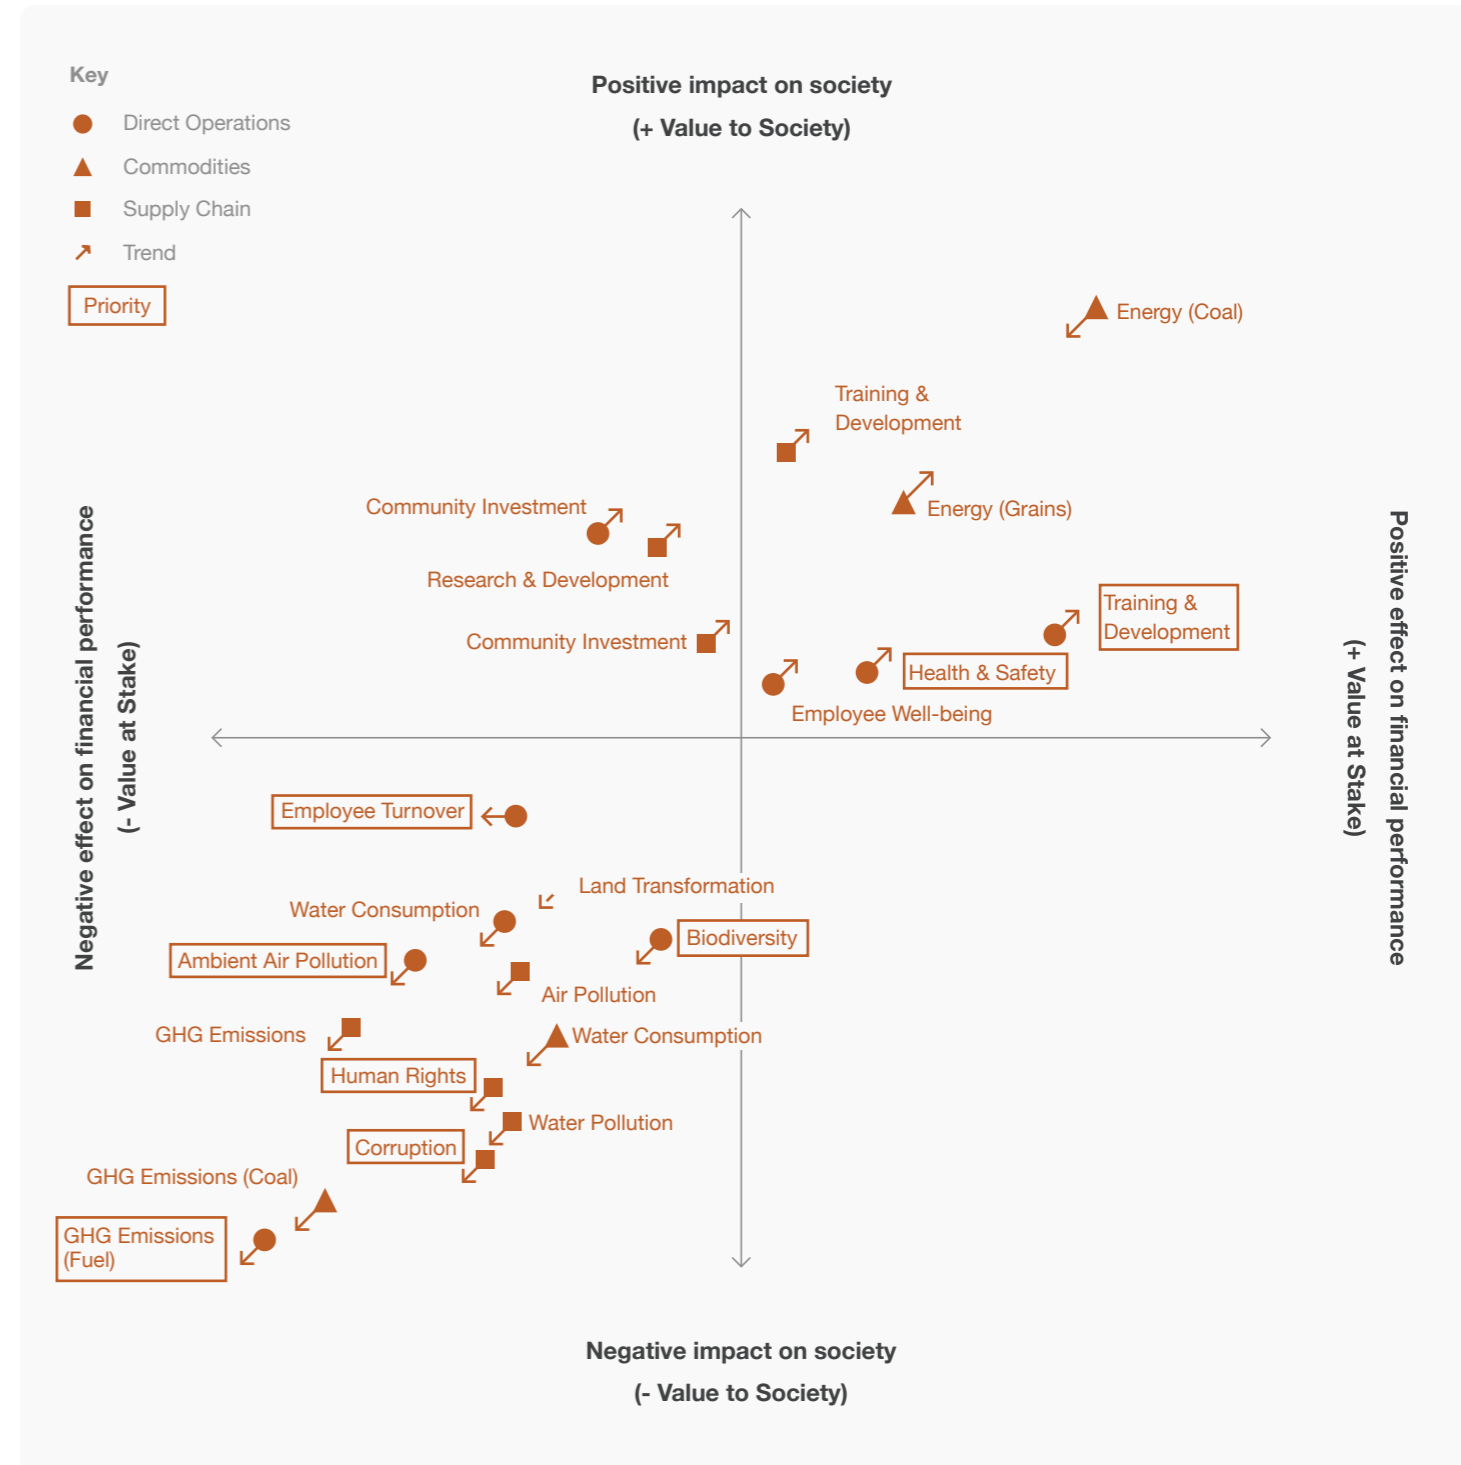 Key
Direct Operations
Commodities
Supply Chain
Trend
Priority
Positive impact on society
(+ Value to Society)
Energy (Coal)
Training &
Development
Energy (Grains)
Community Investment
Research & Development
Community Investment
Training &
Development
Health & Safety
Employee Well-being
Negative effect on financial performance
(- Value at Stake)
Positive effect on financial performance
(+ Value at Stake)
Employee Turnover
Land Transformation
Water Consumption
Biodiversity
Ambient Air Pollution
Air Pollution
GHG Emissions
Water Consumption
Human Rights
Water Pollution
Corruption
GHG Emissions (Coal)
GHG Emissions
(Fuel)
Negative impact on society
(- Value to Society)